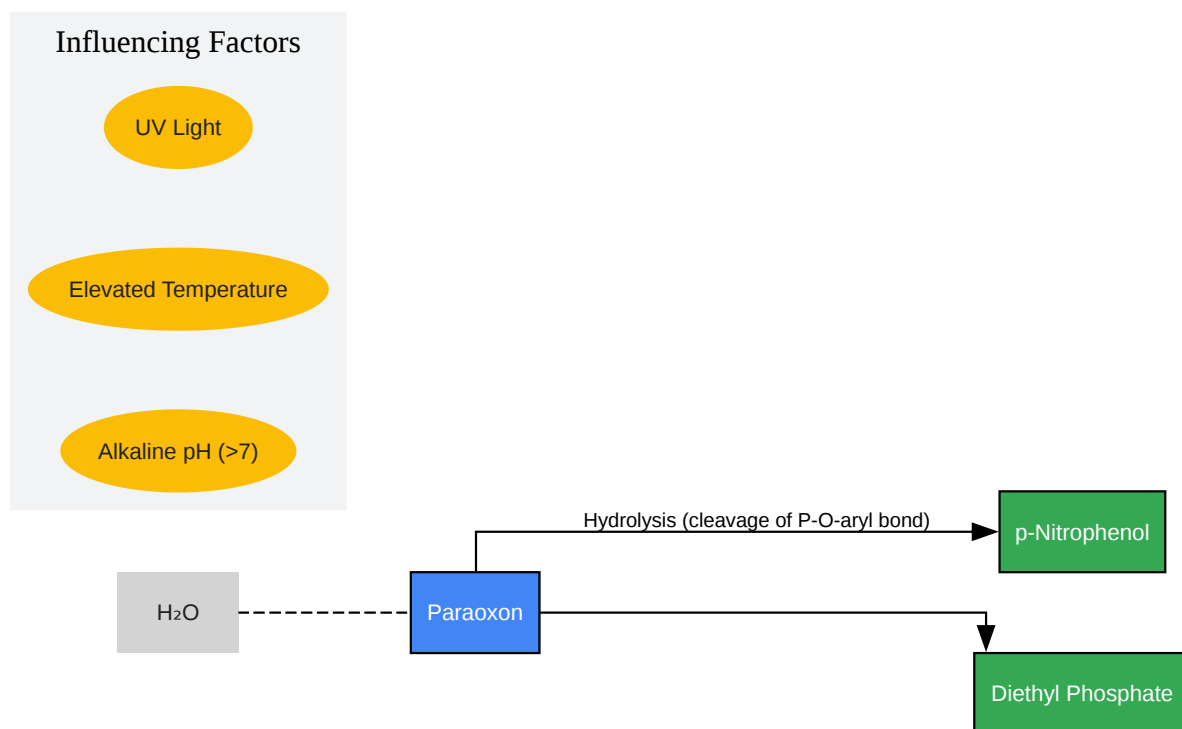 Influencing Factors
UV Light
Elevated Temperature
Alkaline pH (>7)
Hydrolysis (cleavage of P-O-aryl bond)
p-Nitrophenol
H₂O
Paraoxon
Diethyl Phosphate